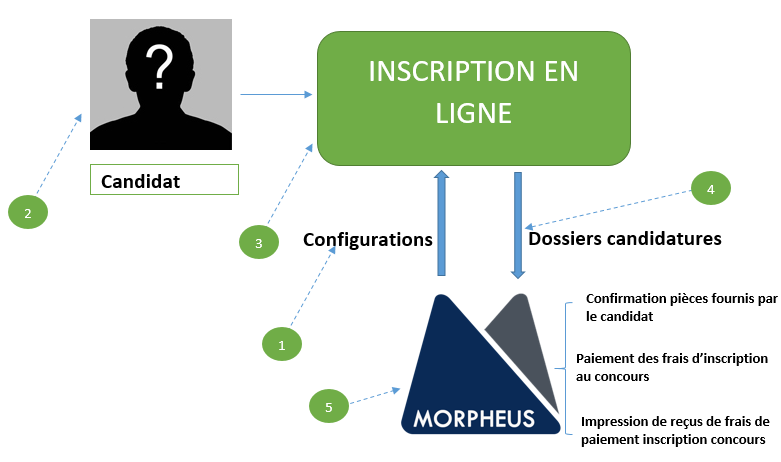 ?
INSCRIPTION EN
LIGNE
Candidat
2
4
3
Configurations
Dossiers candidatures
1
Confirmation pièces fournis par
le candidat
Paiement des frais d’inscription
au concours
5
MORPHEUS
Impression de reçus de frais de
paiement inscription concours